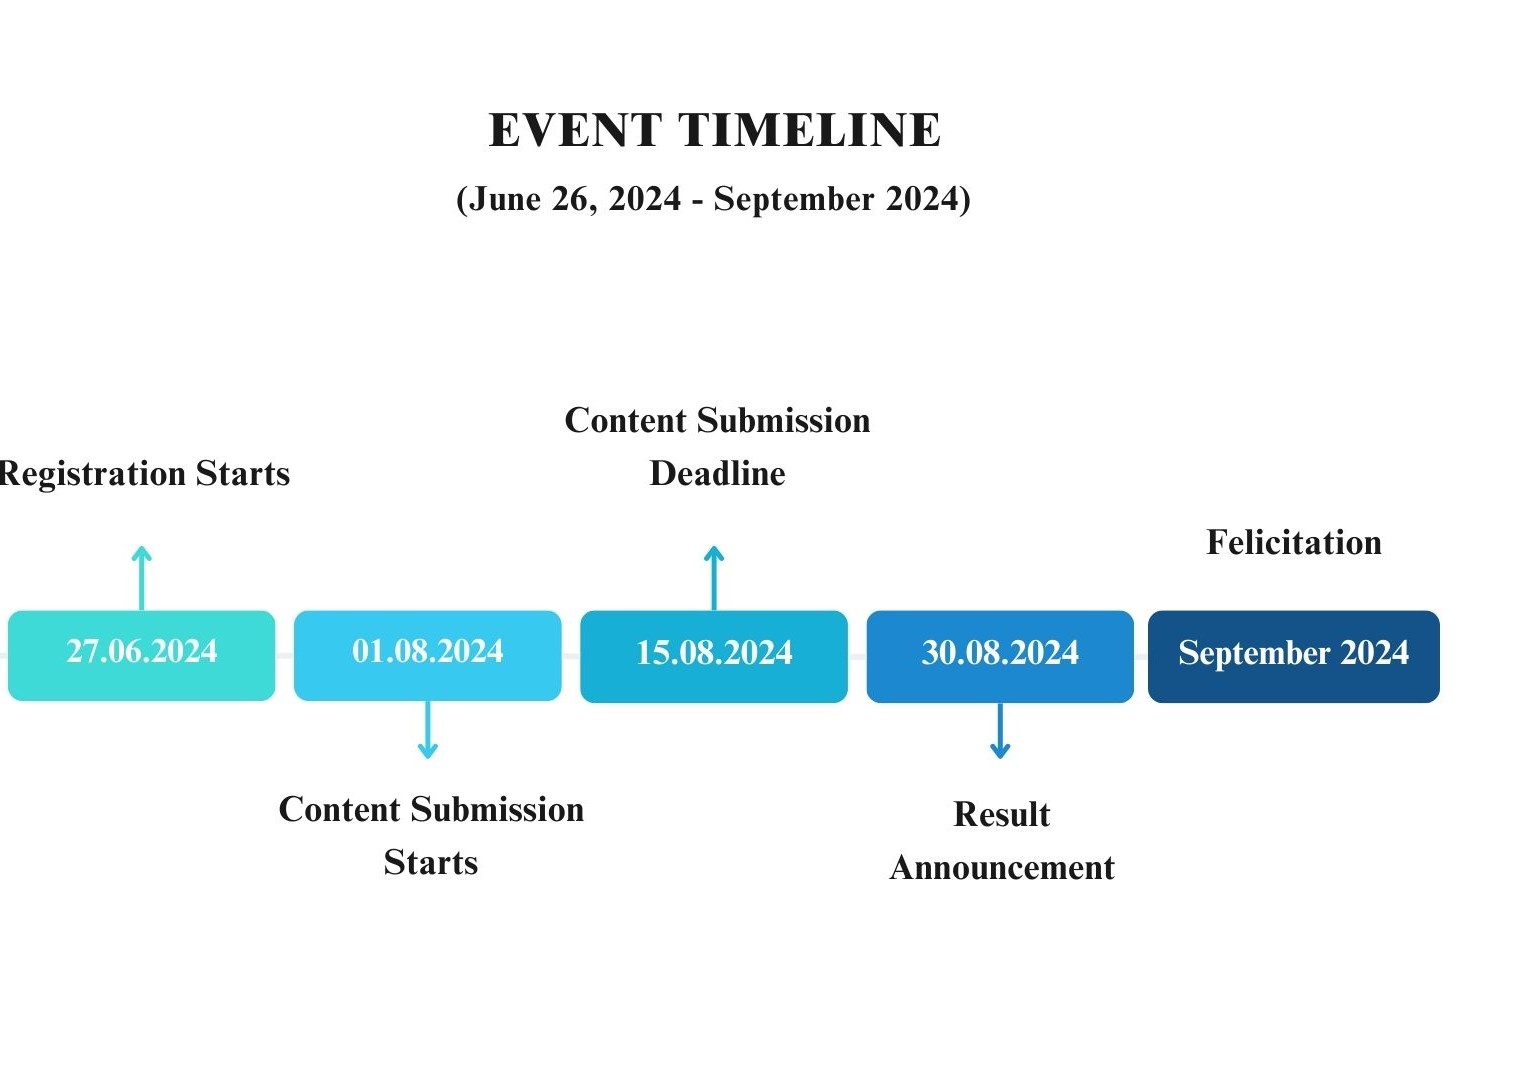 EVENT TIMELINE
(June 26, 2024 - September 2024)
Registration Starts
Content Submission
Deadline
Felicitation
27.06.2024
01.08.2024
15.08.2024
30.08.2024
September 2024
Content Submission
Starts
Result
Announcement